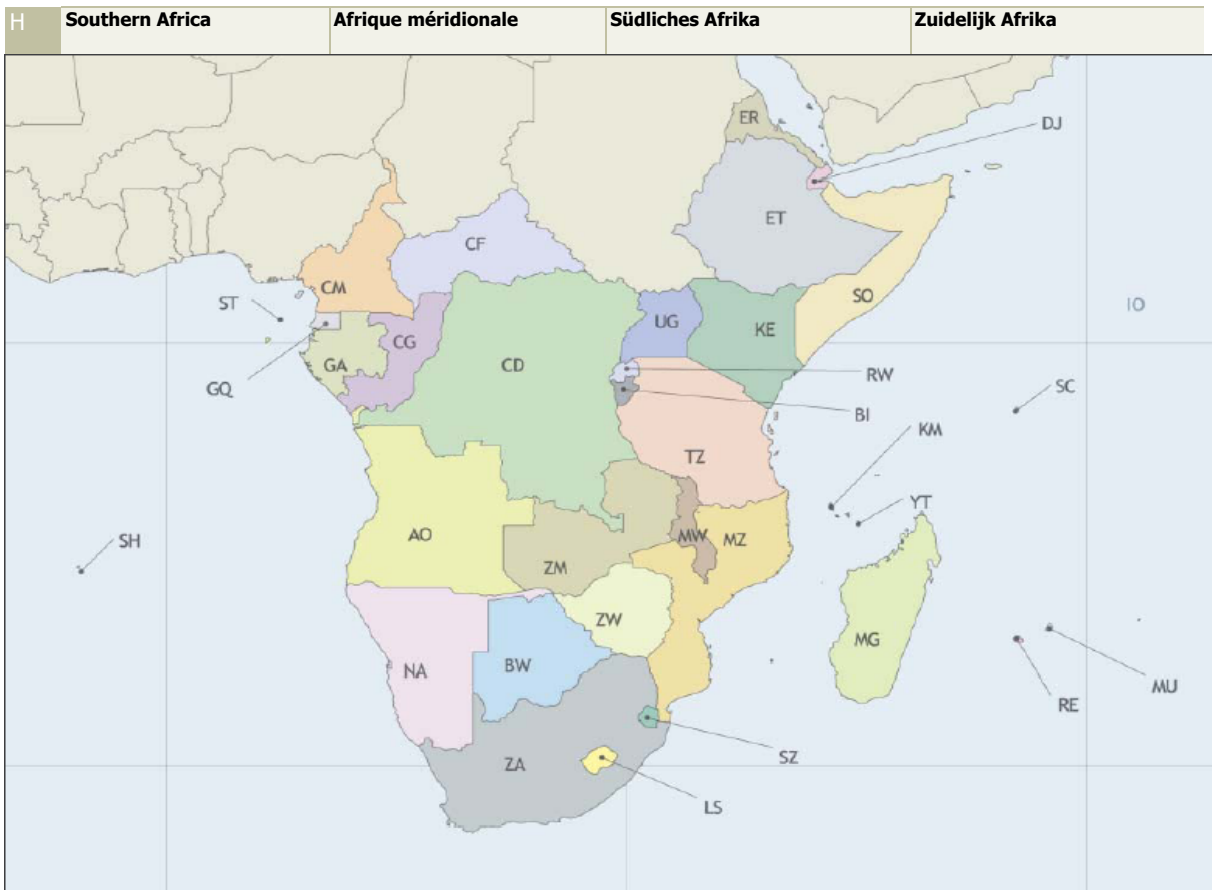 H Southern Africa Afrique méridionale Südliches Afrika Zuidelijk Afrika
ER
DJ
ET
CF
CM
SO
ST
IO
UG
KE
CG
GA
CD
GQ
RW
SC
BI
KM
TZ
YT
SH
AO
MW
MZ
ZM
ZW
MG
NA
BW
MU
RE
SZ
ZA
LS